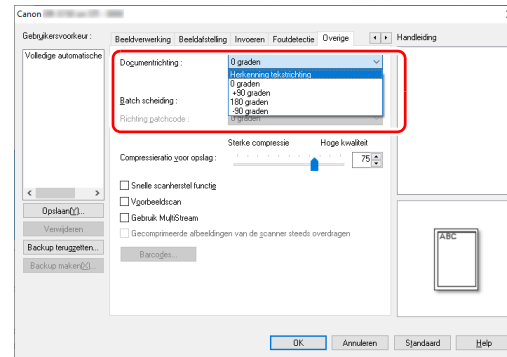 Canon
Gebruikersvoorkeur :
Volledige automatische
Opslaan(Y)...
Verwijderen
Backup terugzetten...
Backup maken(X)...
Beeldverwerking Beeldafstelling Invoeren Foutdetectie Overige
Documentrichting : 0 graden
Herkenning tekstrichting
0 graden
+90 graden
180 graden
-90 graden
Batch scheiding :
Richting patchcode : 0 graden
Sterke compressie Hoge kwaliteit
Compressieratio voor opslag : 75
Snelle scanherstel functie
Voorbeeldscan
Gebruik MultiStream
Gecomprimeerde afbeeldingen van de scanner steeds overdragen
Barcodes...
Handleiding
ABC
OK Annuleren Standaard Help